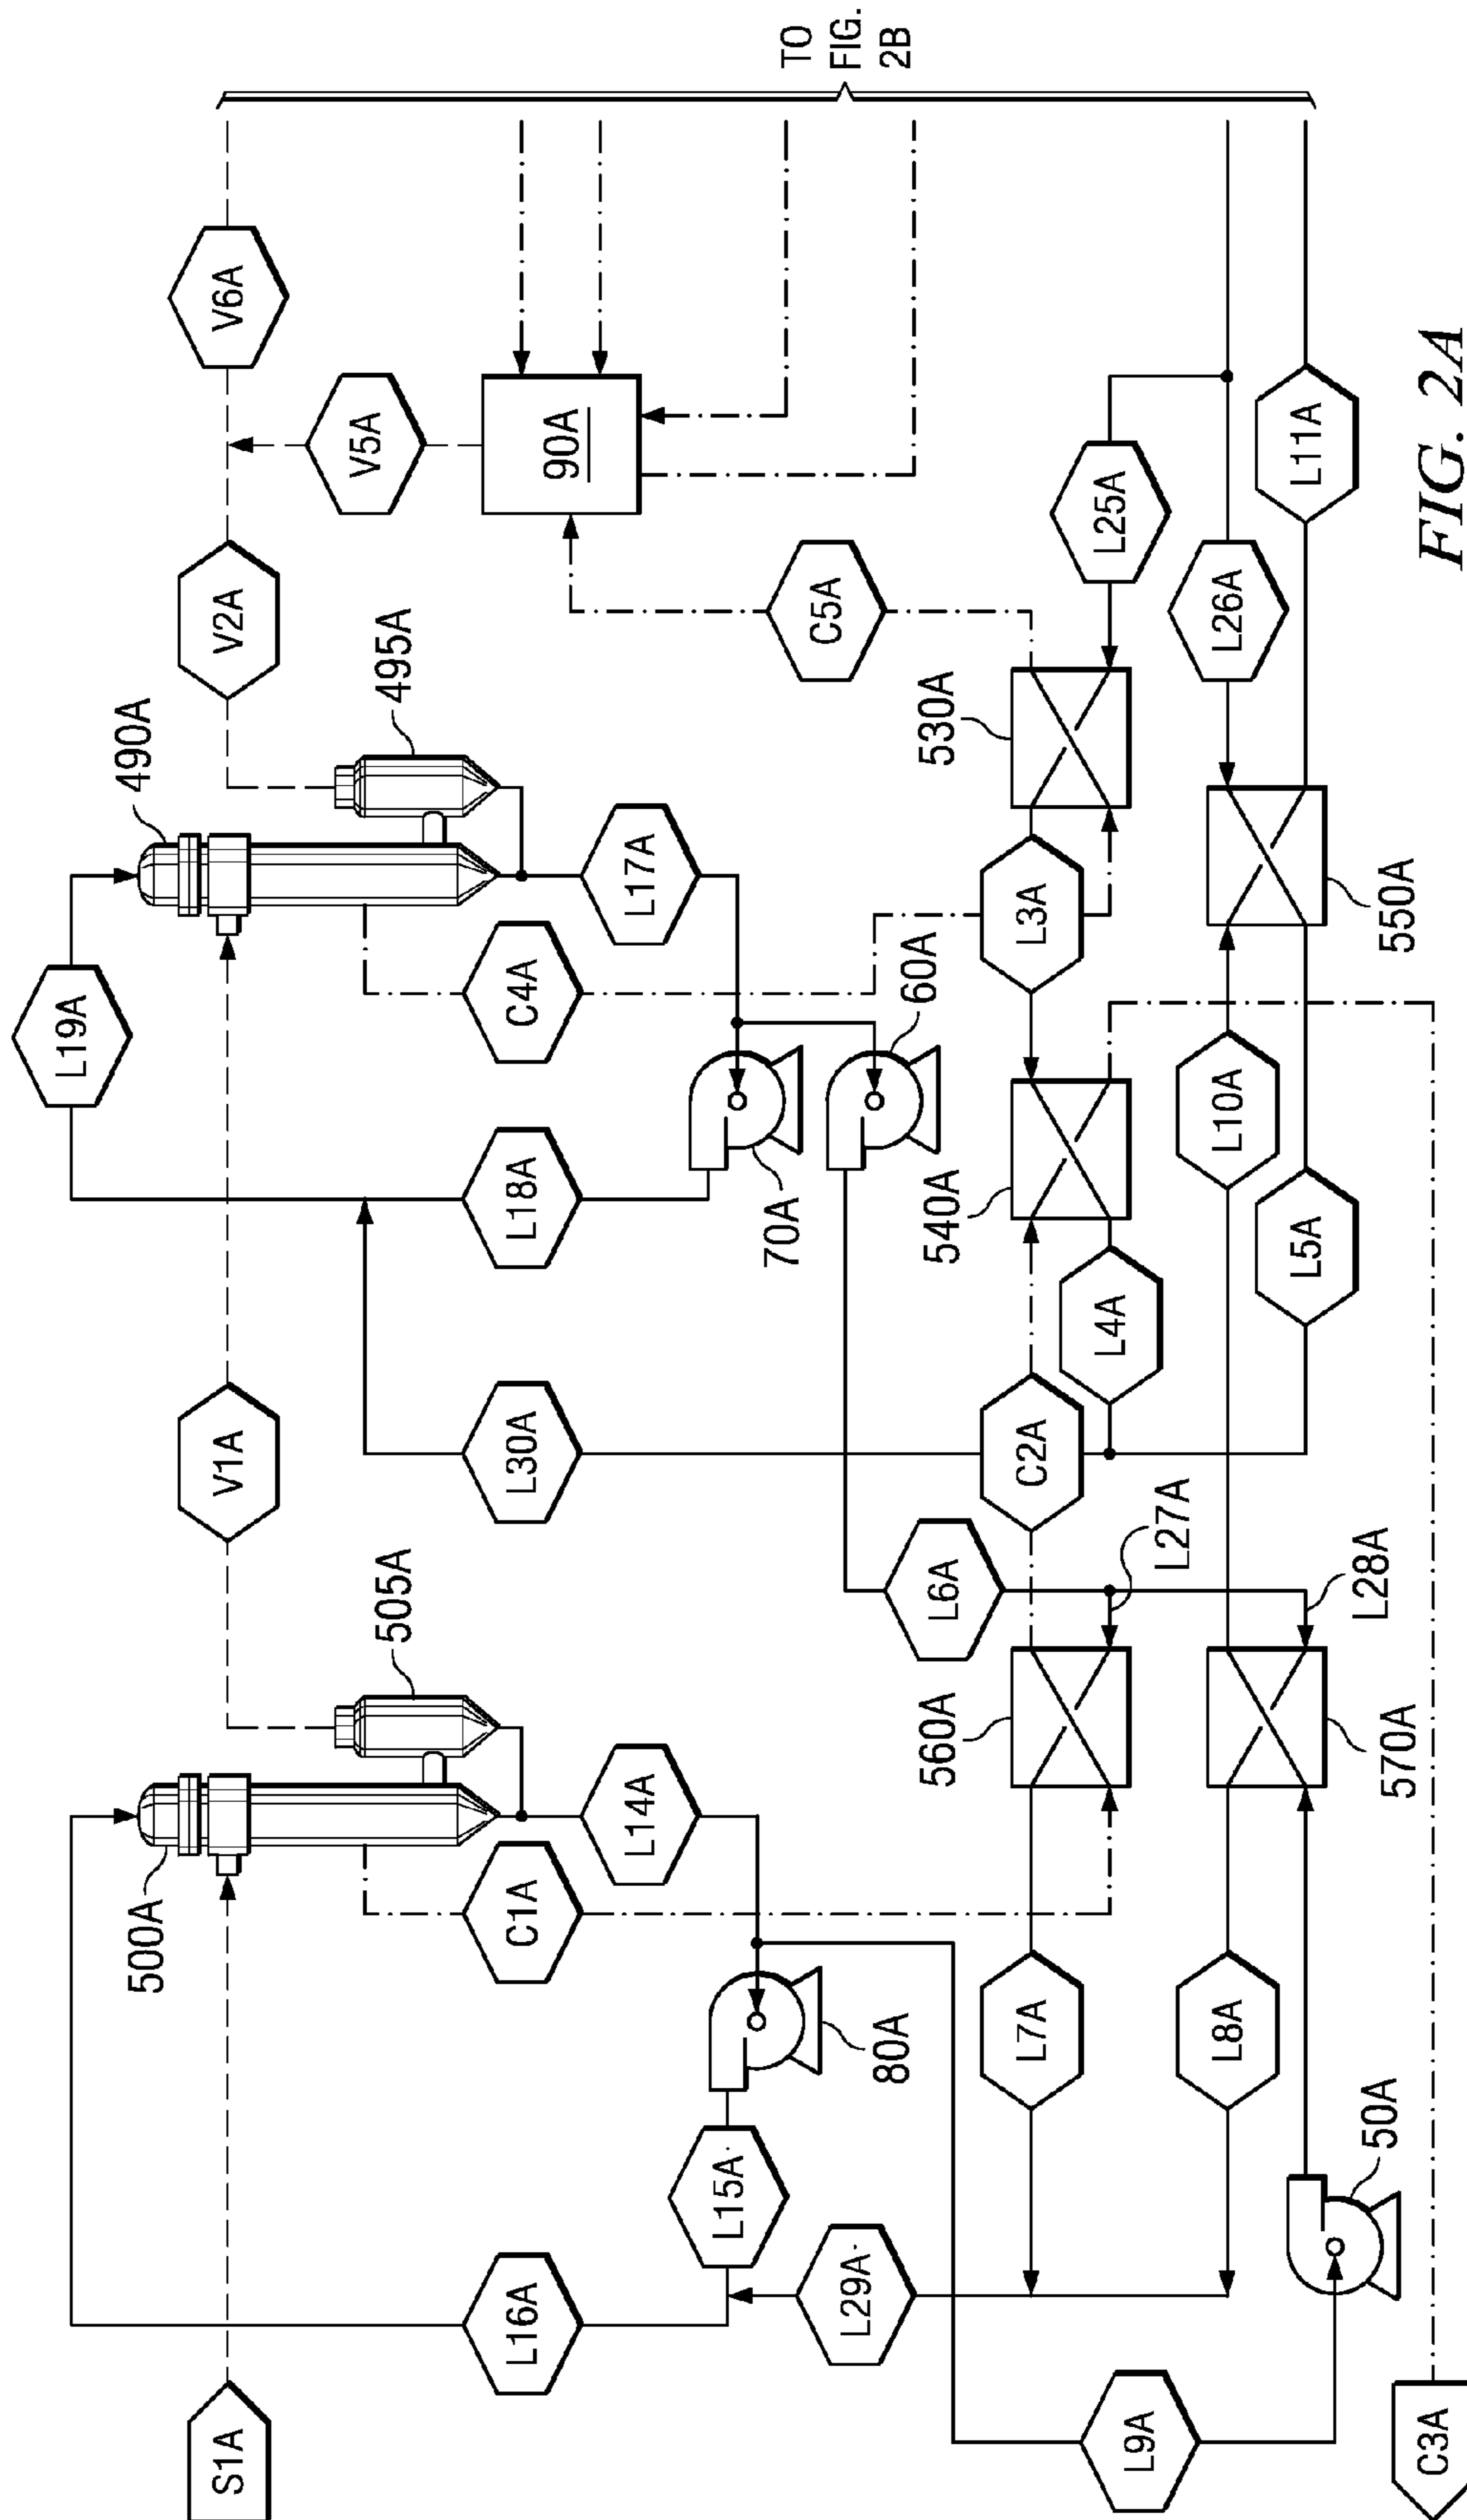 L19A
490A
V2A
V6A
TO
FIG.
2B
500A
505A
V1A
495A
V5A
S1A
L16A
C1A
L30A
L18A
C4A
90A
L14A
L17A
L15A
80A
70A
C5A
L29A
L6A
60A
560A
540A
530A
L7A
C2A
L3A
L9A
L27A
L4A
L25A
L8A
L10A
L26A
50A
570A
L28A
L5A
550A
L11A
C3A
FIG. 2A